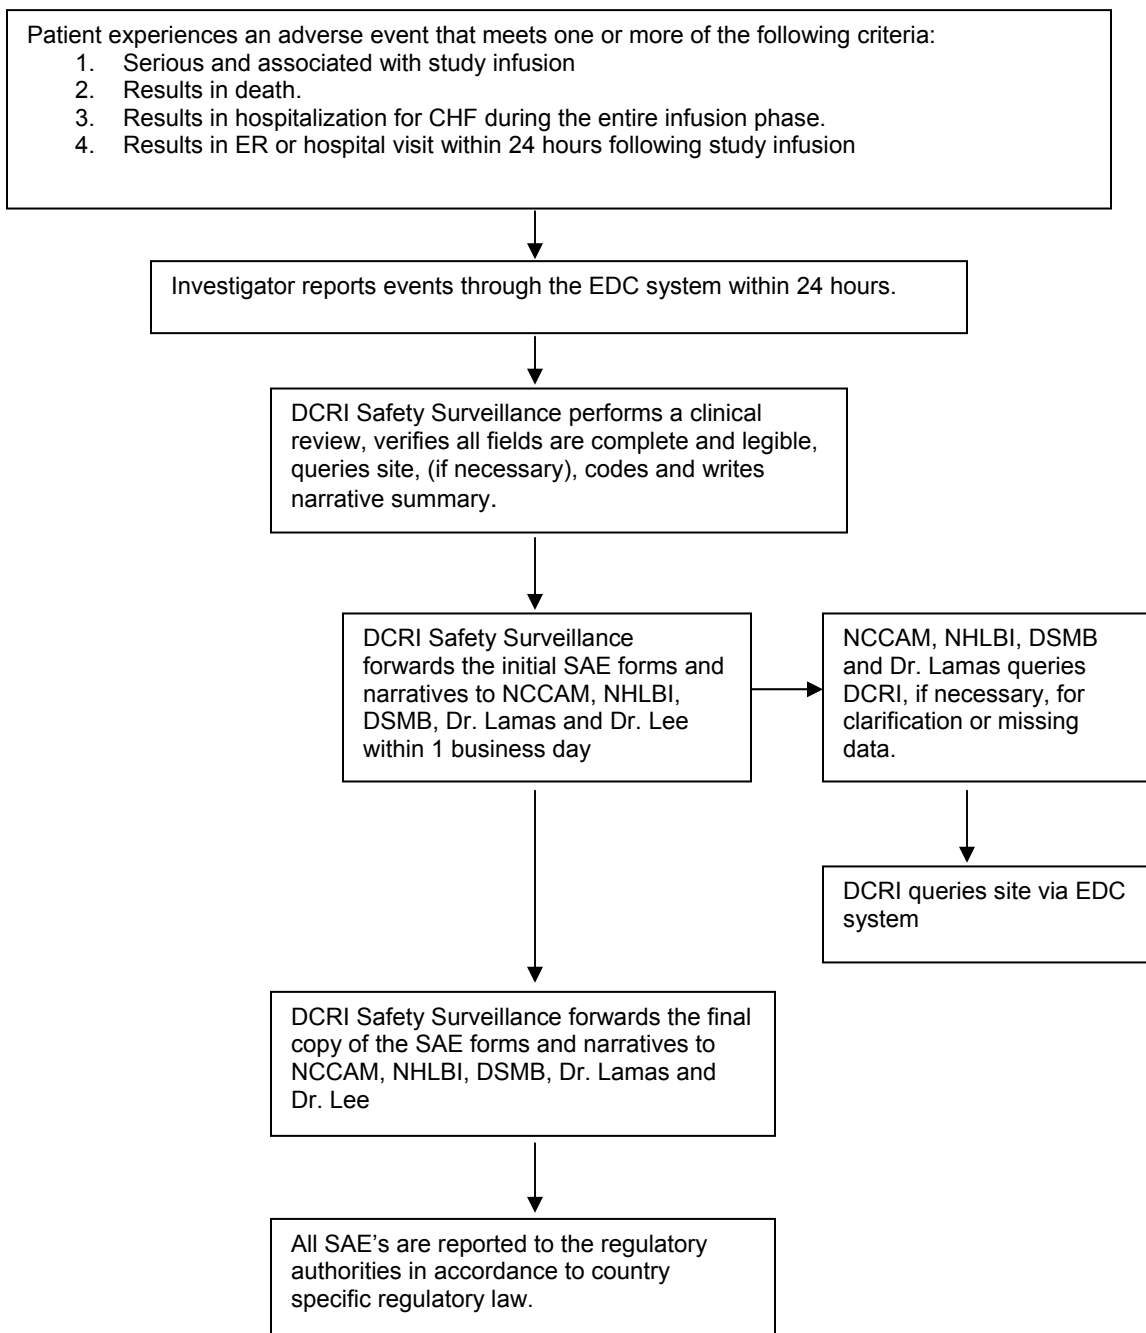 Patient experiences an adverse event that meets one or more of the following criteria:
1. Serious and associated with study infusion
2. Results in death.
3. Results in hospitalization for CHF during the entire infusion phase.
4. Results in ER or hospital visit within 24 hours following study infusion
Investigator reports events through the EDC system within 24 hours.
DCRI Safety Surveillance performs a clinical
review, verifies all fields are complete and legible,
queries site, (if necessary), codes and writes
narrative summary.
DCRI Safety Surveillance
forwards the initial SAE forms and
narratives to NCCAM, NHLBI,
DSMB, Dr. Lamas and Dr. Lee
within 1 business day
NCCAM, NHLBI, DSMB
and Dr. Lamas queries
DCRI, if necessary, for
clarification or missing
data.
DCRI queries site via EDC
system
DCRI Safety Surveillance forwards the final
copy of the SAE forms and narratives to
NCCAM, NHLBI, DSMB, Dr. Lamas and
Dr. Lee
All SAE’s are reported to the regulatory
authorities in accordance to country
specific regulatory law.